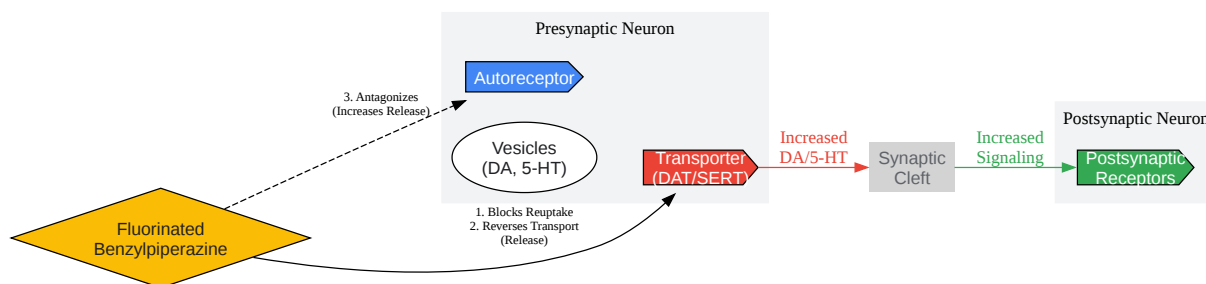 Presynaptic Neuron
Autoreceptor
3. Antagonizes
(Increases Release)
Vesicles
(DA, 5-HT)
Transporter
(DAT/SERT)
Increased
DA/5-HT
Synaptic
Cleft
Increased
Signaling
Postsynaptic Neuron
Postsynaptic
Receptors
1. Blocks Reuptake
2. Reverses Transport
(Release)
Fluorinated
Benzylpiperazine